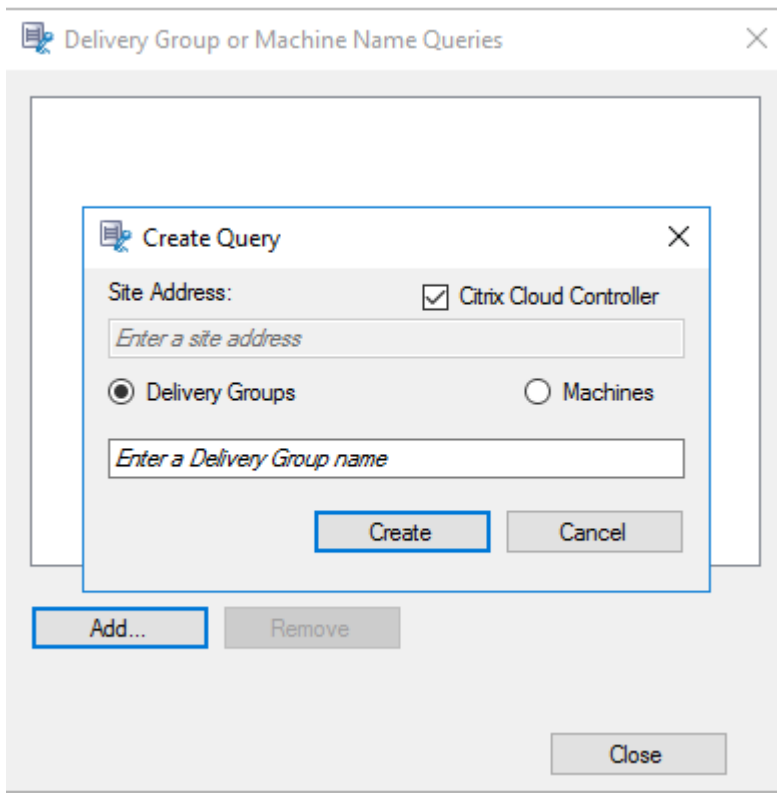 Delivery Group or Machine Name Queries
Create Query
Site Address:
Citrix Cloud Controller
Enter a site address
Delivery Groups
Machines
Enter a Delivery Group name
Create
Cancel
Add...
Remove
Close